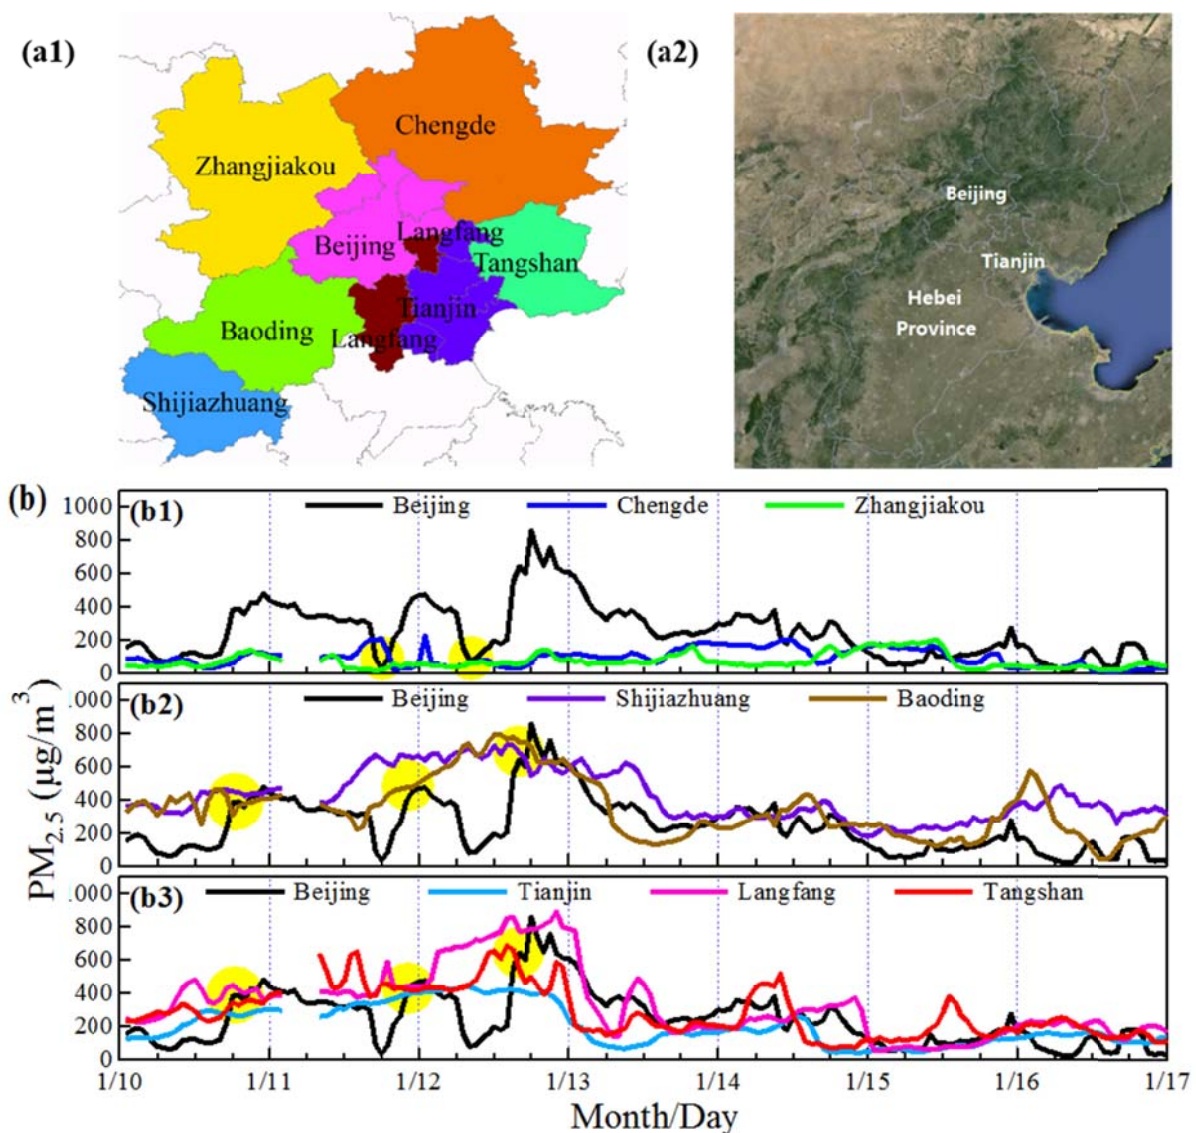 (a1)
(a2)
Chengde
Zhangjiakou
Beijing
Langfang
Tangshan
Tianjin
Baoding
Langfang
Shijiazhuang
Beijing
Tianjin
Hebei
Province
(b)
PM2.5 (μg/m3)
(b1)
Beijing Chengde Zhangjiakou
1000
800
600
400
200
0
(b2)
Beijing Shijiazhuang Baoding
1000
800
600
400
200
0
(b3)
Beijing Tianjin Langfang Tangshan
1000
800
600
400
200
0
1/10 1/11 1/12 1/13 1/14 1/15 1/16 1/17
Month/Day